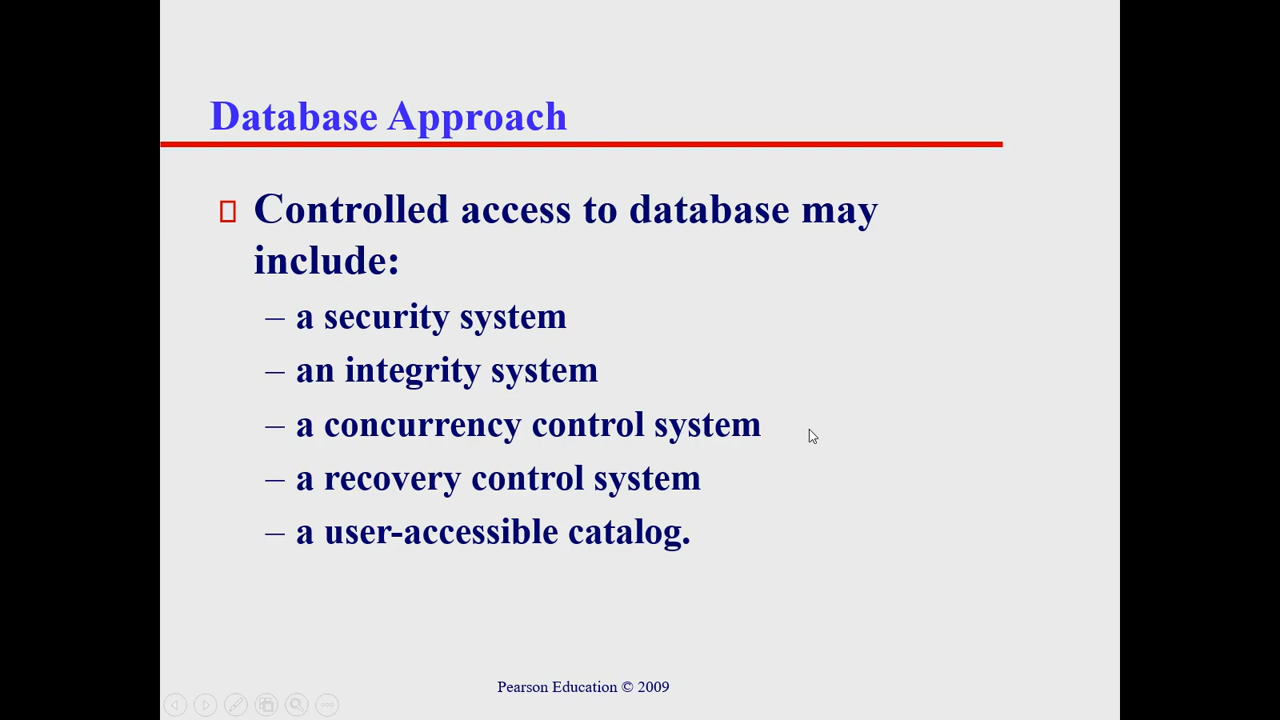 Database Approach
Controlled access to database may
include:
– a security system
– an integrity system
– a concurrency control system
– a recovery control system
– a user-accessible catalog.
Pearson Education © 2009